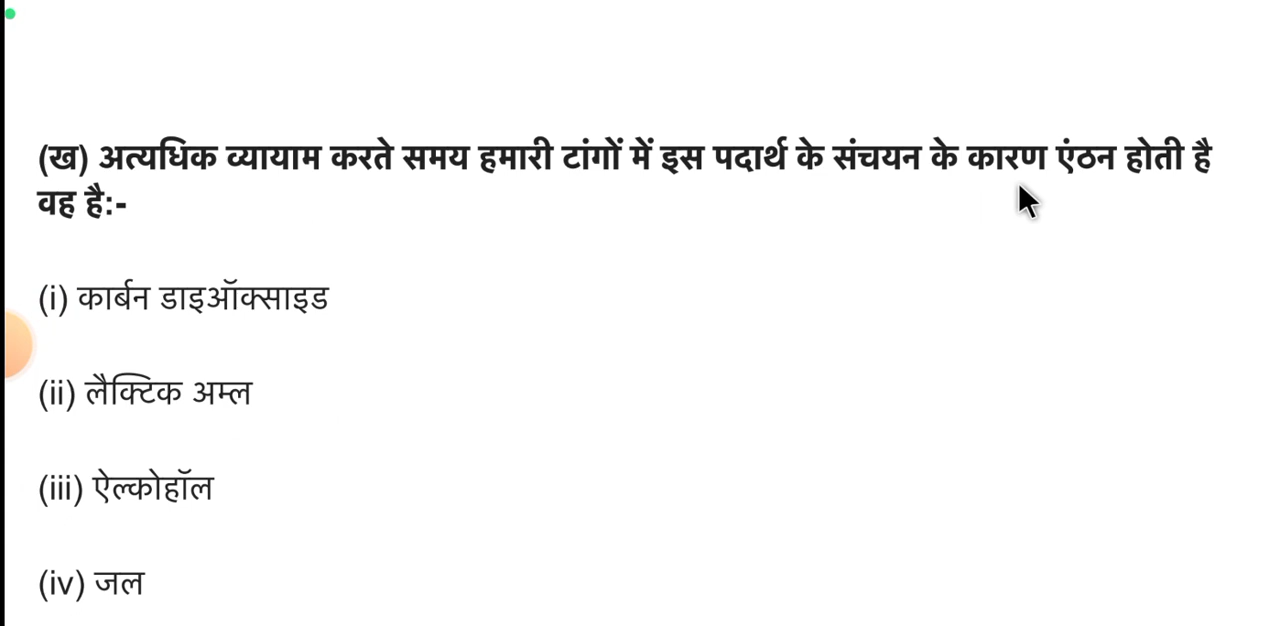 (ख) अत्यधिक व्यायाम करते समय हमारी टांगों में इस पदार्थ के संचयन के कारण एंठन होती है
वह है:-
(i) कार्बन डाइऑक्साइड
(ii) लैक्टिक अम्ल
(iii) ऐल्कोहॉल
(iv) जल